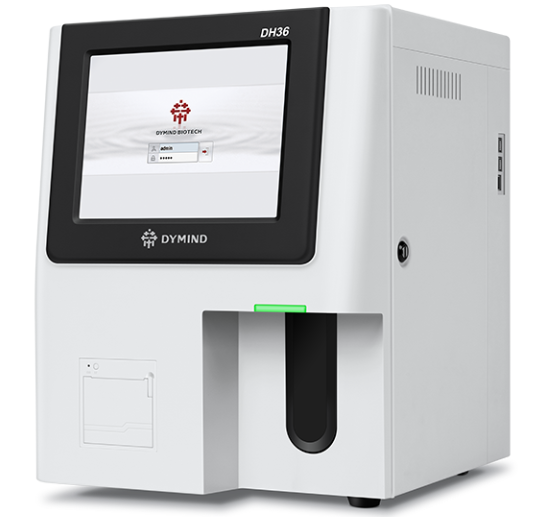 DH36
DYMIND BIOTECH
admin
•••••
DYMIND